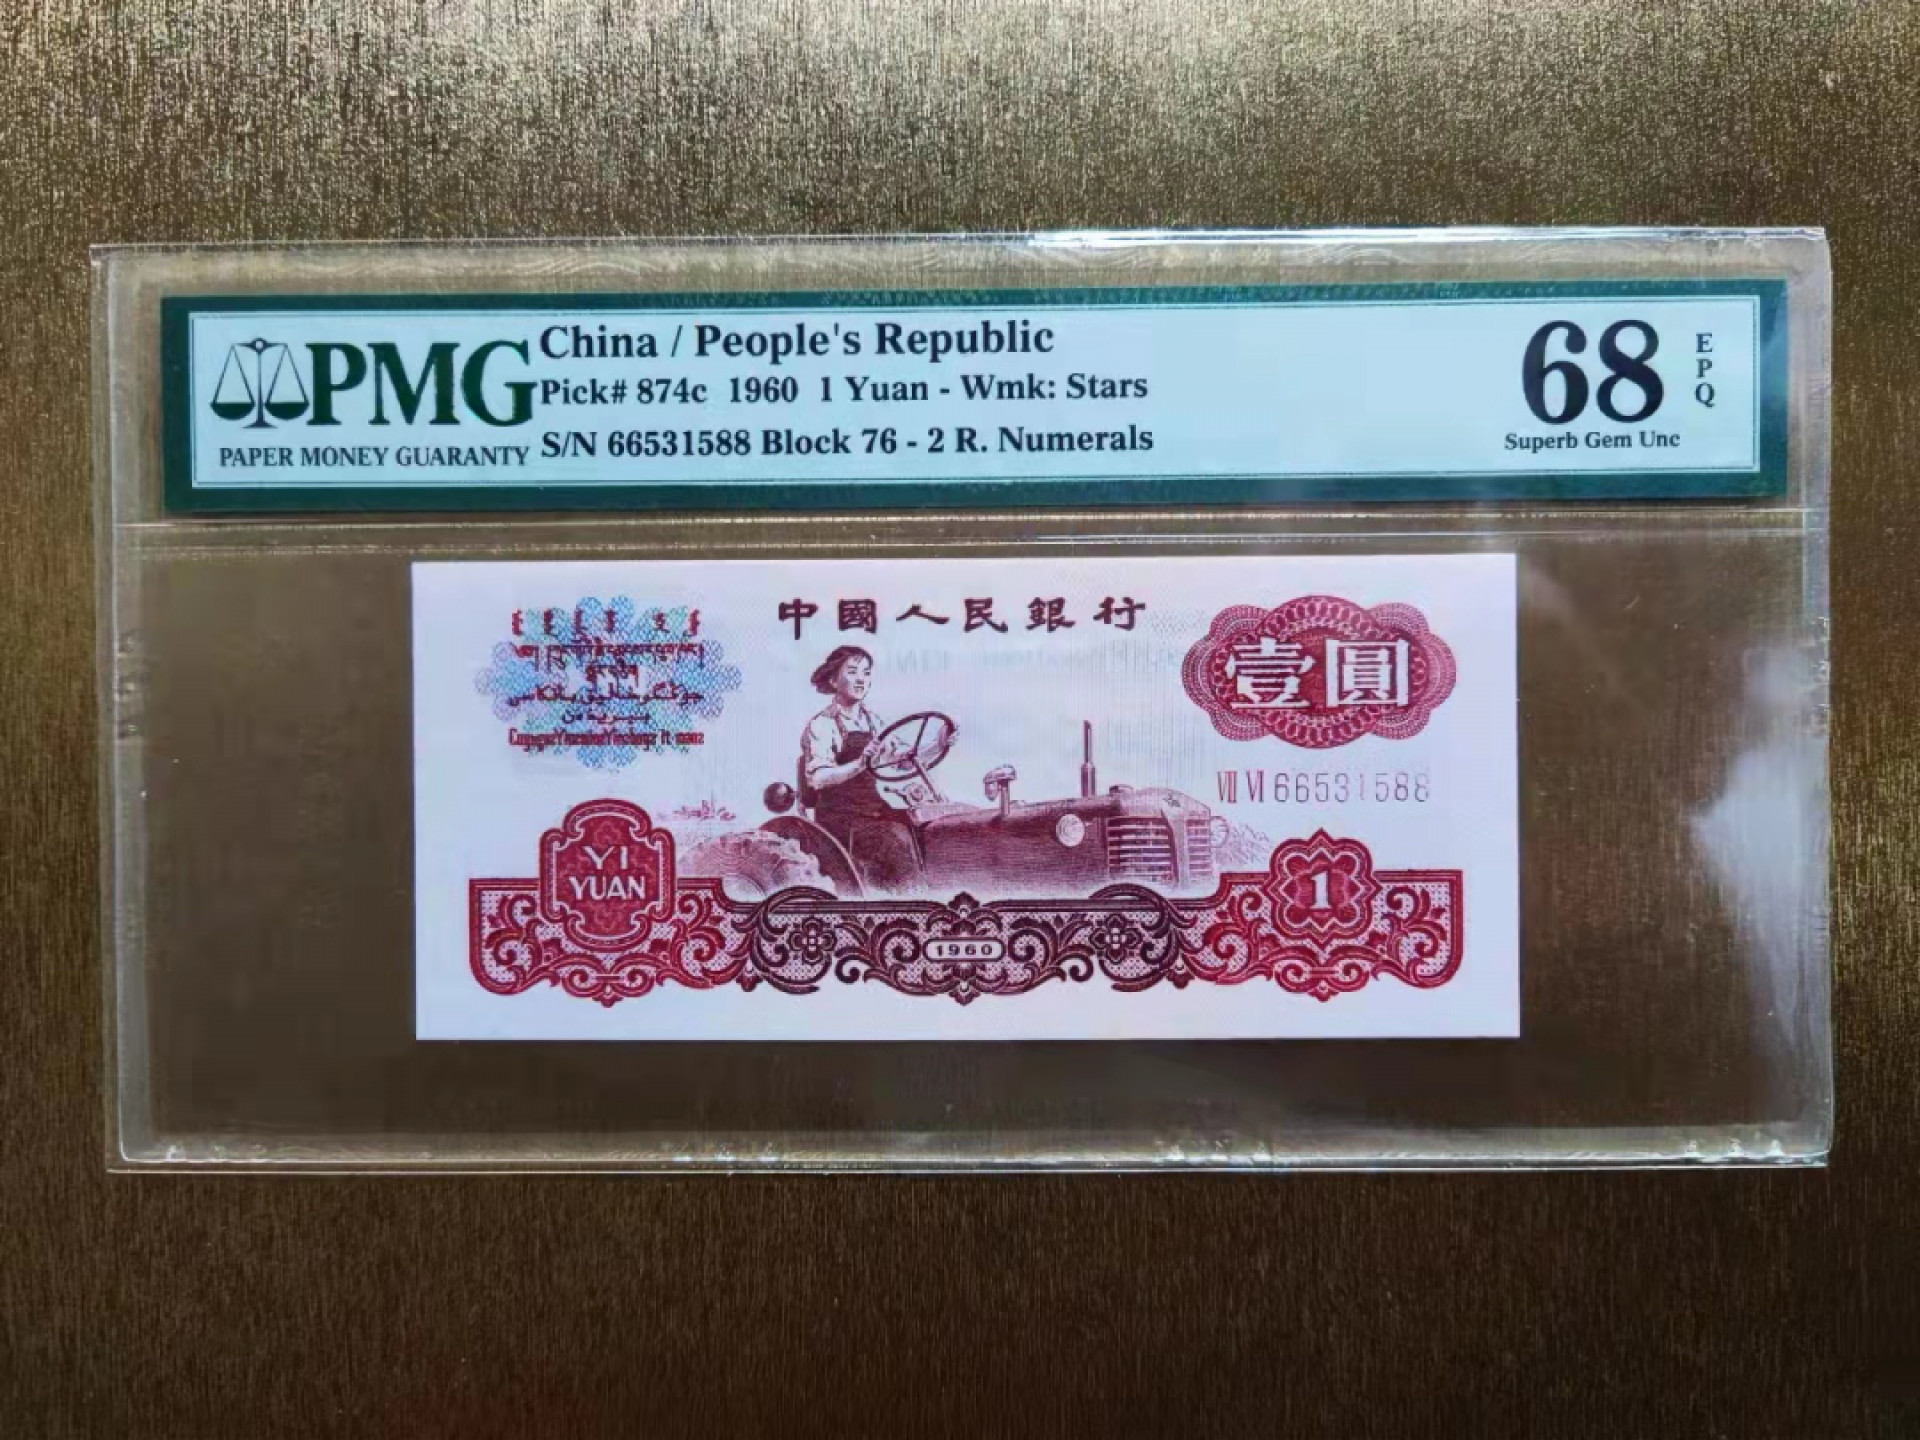 PMG
PAPER MONEY GUARANTY
China / People's Republic
Pick# 874c 1960 1 Yuan - Wmk: Stars
S/N 66531588 Block 76 - 2 R. Numerals
68
EPQ
Superb Gem Unc
中國人民銀行
壹圓
Ⅶ Ⅵ 66531588
YI
YUAN
1
1960